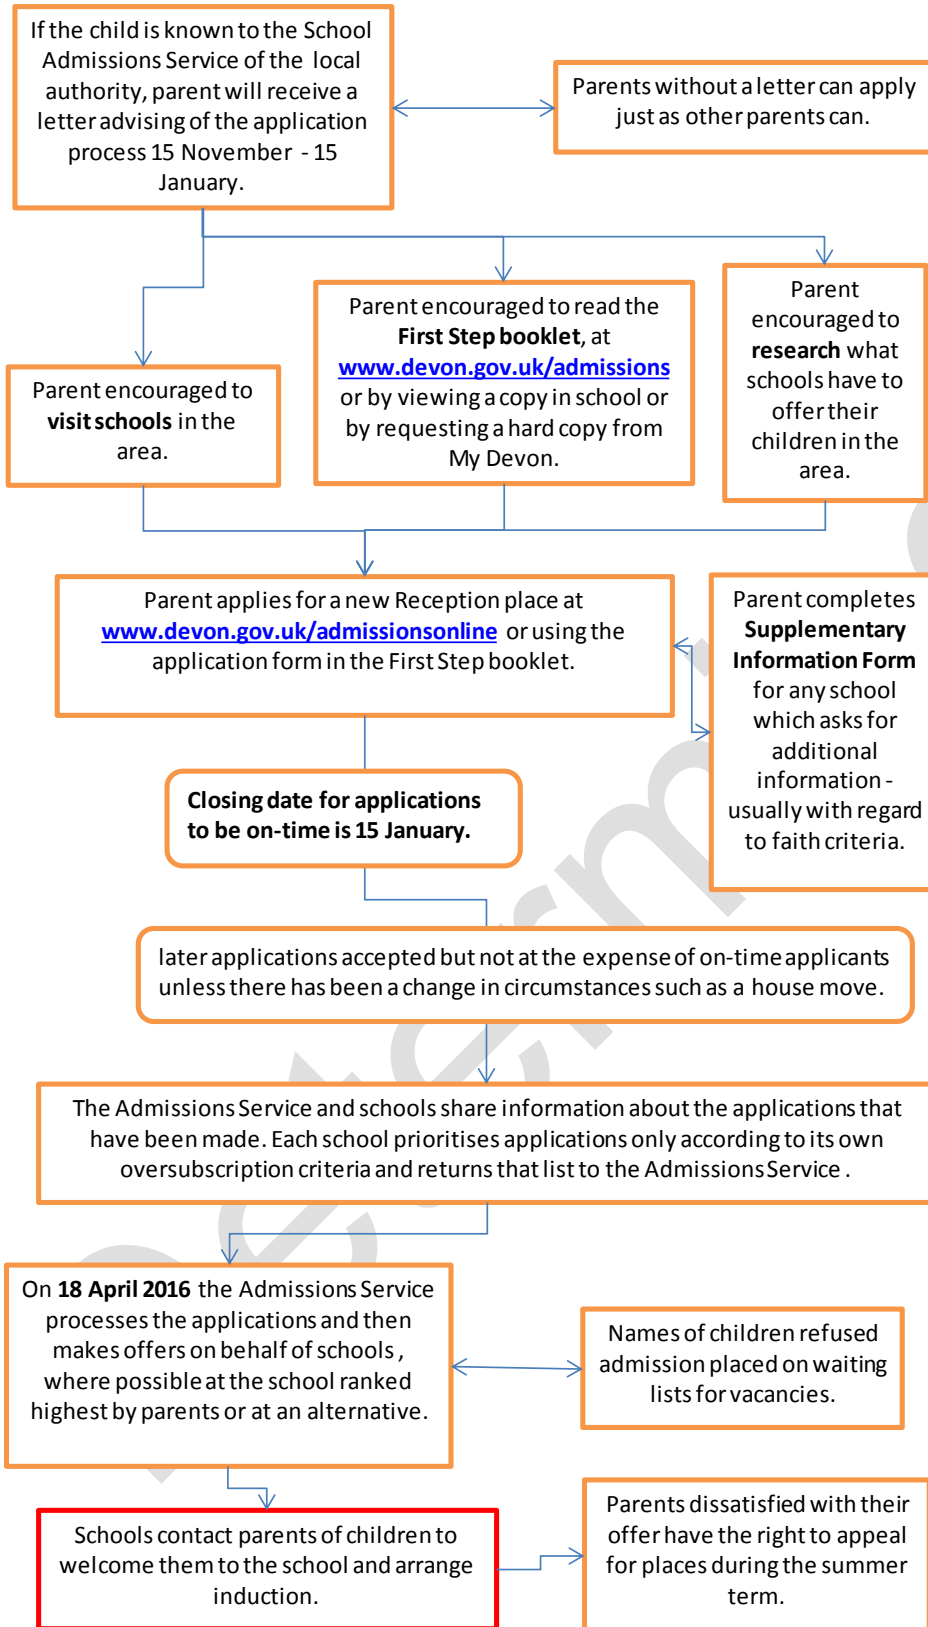 If the child is known to the School
Admissions Service of the local
authority, parent will receive a
letter advising of the application
process 15 November - 15
January.
Parents without a letter can apply
just as other parents can.
Parent encouraged to
visit schools in the
area.
Parent encouraged to read the
First Step booklet, at
www.devon.gov.uk/admissions
or by viewing a copy in school or
by requesting a hard copy from
My Devon.
Parent
encouraged to
research what
schools have to
offer their
children in the
area.
Parent applies for a new Reception place at
www.devon.gov.uk/admissionsonline or using the
application form in the First Step booklet.
Parent completes
Supplementary
Information Form
for any school
which asks for
additional
information -
usually with regard
to faith criteria.
Closing date for applications
to be on-time is 15 January.
later applications accepted but not at the expense of on-time applicants
unless there has been a change in circumstances such as a house move.
The Admissions Service and schools share information about the applications that
have been made. Each school prioritises applications only according to its own
oversubscription criteria and returns that list to the Admissions Service .
On 18 April 2016 the Admissions Service
processes the applications and then
makes offers on behalf of schools ,
where possible at the school ranked
highest by parents or at an alternative.
Names of children refused
admission placed on waiting
lists for vacancies.
Schools contact parents of children to
welcome them to the school and arrange
induction.
Parents dissatisfied with their
offer have the right to appeal
for places during the summer
term.